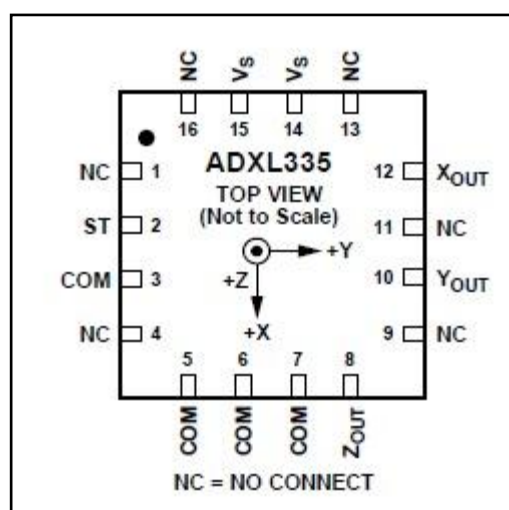 NC VS VS NC
16 15 14 13
ADXL335
TOP VIEW
(Not to Scale)
NC 1 12 XOUT
ST 2 11 NC
COM 3 10 YOUT
NC 4 9 NC
+Y
+Z
+X
5 6 7 8
COM COM COM ZOUT
NC = NO CONNECT